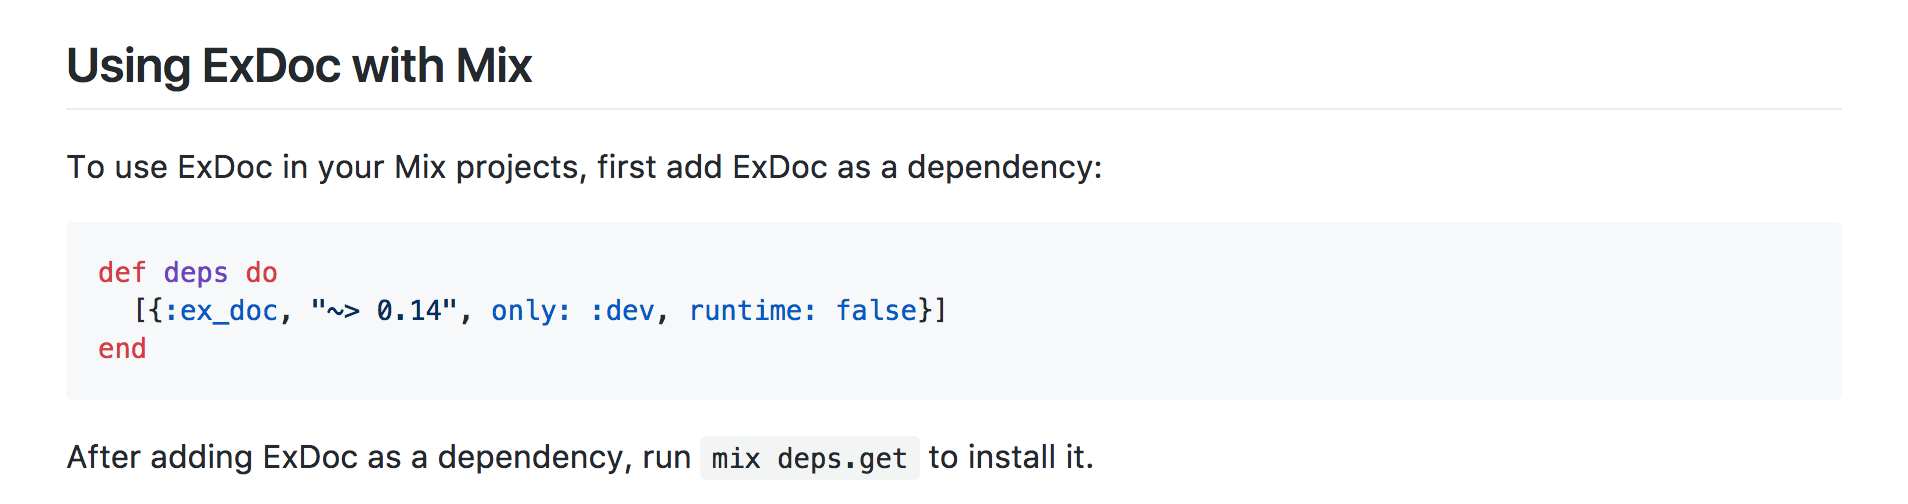 Using ExDoc with Mix
To use ExDoc in your Mix projects, first add ExDoc as a dependency:
def deps do
  [{:ex_doc, "~> 0.14", only: :dev, runtime: false}]
end
After adding ExDoc as a dependency, run mix deps.get to install it.